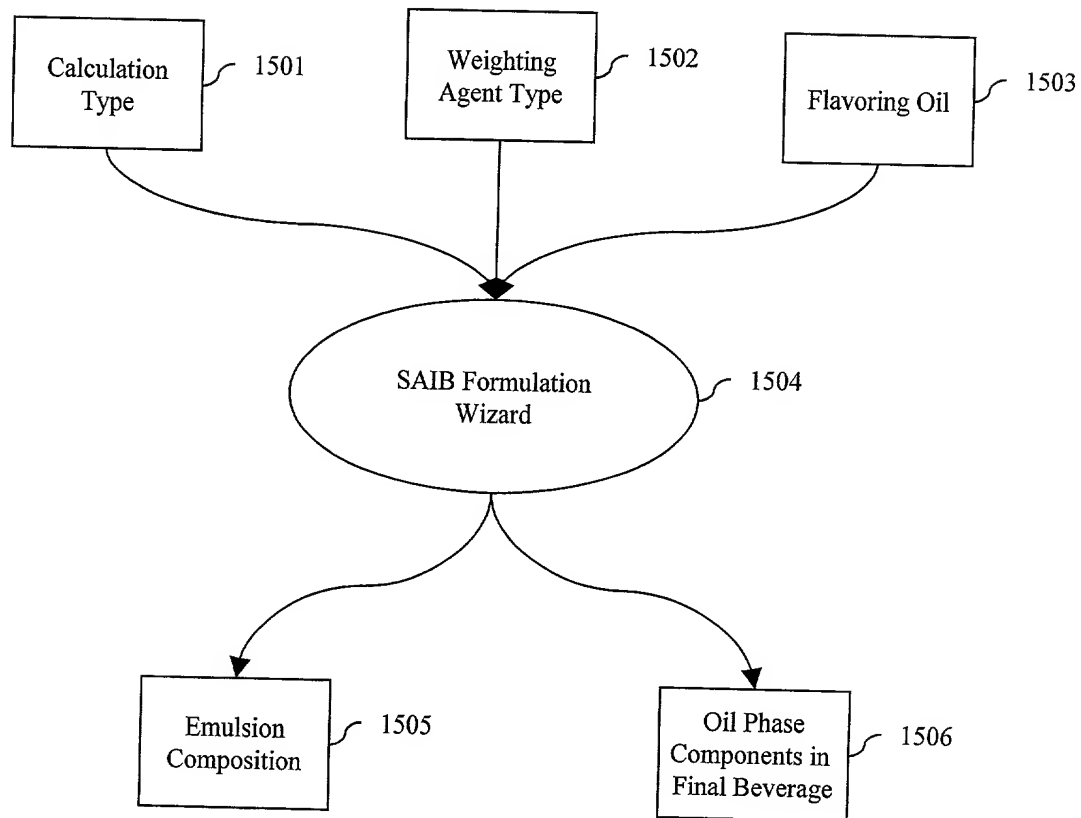 Calculation
Type
1501
Weighting
Agent Type
1502
Flavoring Oil
1503
SAIB Formulation
Wizard
1504
Emulsion
Composition
1505
Oil Phase
Components in
Final Beverage
1506